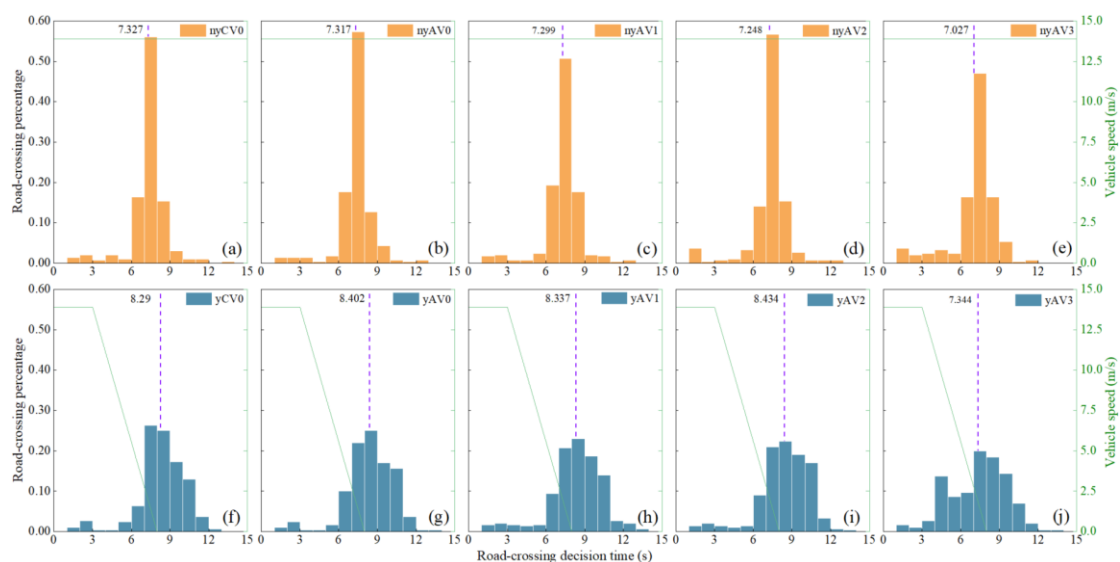 0.60 0.50 0.40 0.30 0.20 0.10 0.00
Road-crossing percentage
7.327 nyCV0
(a)
0 3 6 9 12 15
7.317 nyAV0
(b)
0 3 6 9 12 15
7.299 nyAV1
(c)
0 3 6 9 12 15
7.248 nyAV2
(d)
0 3 6 9 12 15
7.027 nyAV3
(e)
0 3 6 9 12 15
15.0 12.5 10.0 7.5 5.0 2.5 0.0
Vehicle speed (m/s)
0.60 0.50 0.40 0.30 0.20 0.10 0.00
Road-crossing percentage
8.29 yCV0
(f)
0 3 6 9 12 15
8.402 yAV0
(g)
0 3 6 9 12 15
8.337 yAV1
(h)
0 3 6 9 12 15
8.434 yAV2
(i)
0 3 6 9 12 15
7.344 yAV3
(j)
0 3 6 9 12 15
15.0 12.5 10.0 7.5 5.0 2.5 0.0
Vehicle speed (m/s)
Road-crossing decision time (s)